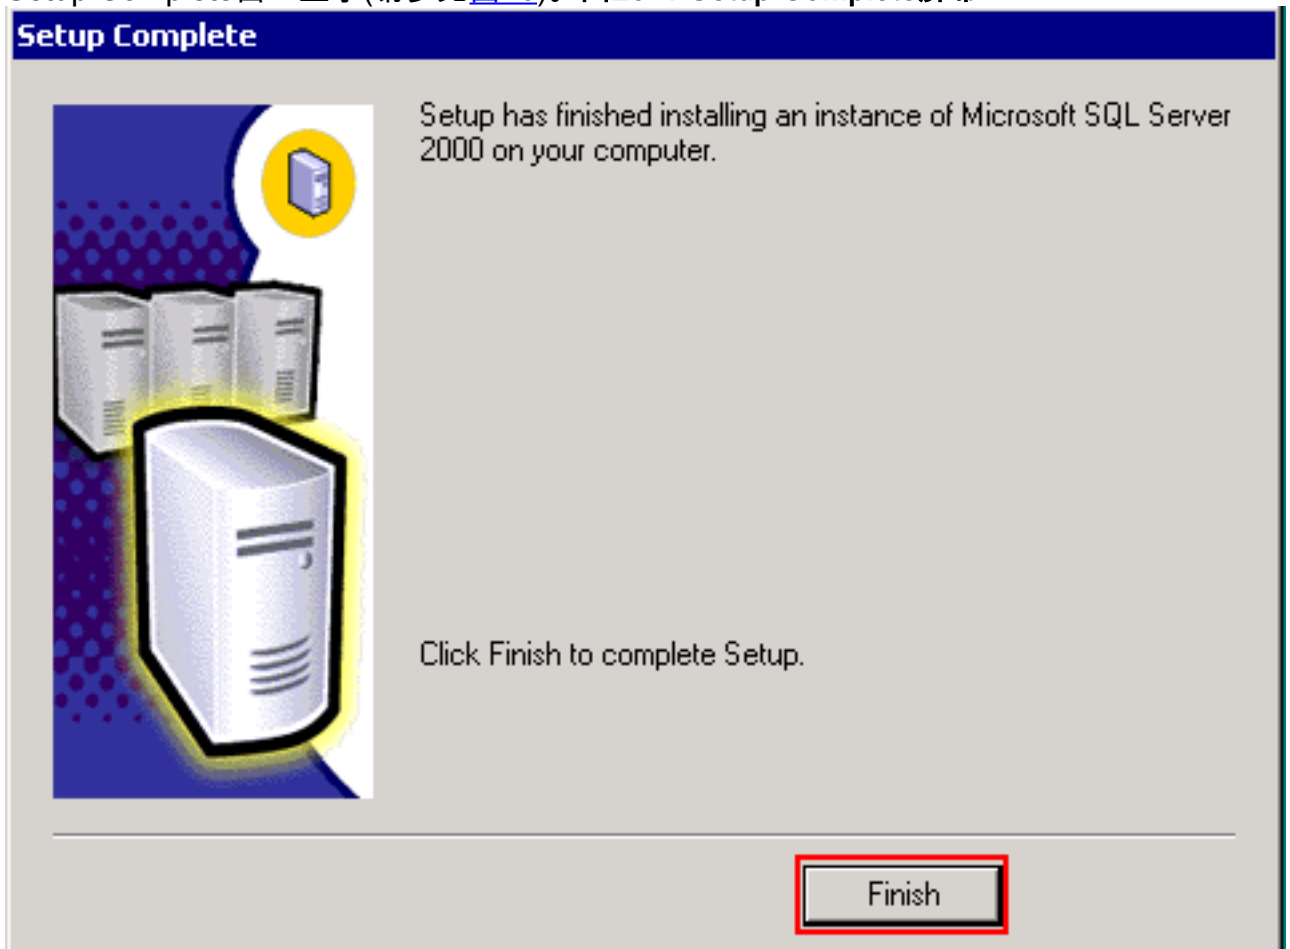 Setup Complete
Setup has finished installing an instance of Microsoft SQL Server
2000 on your computer.
Click Finish to complete Setup.
Finish